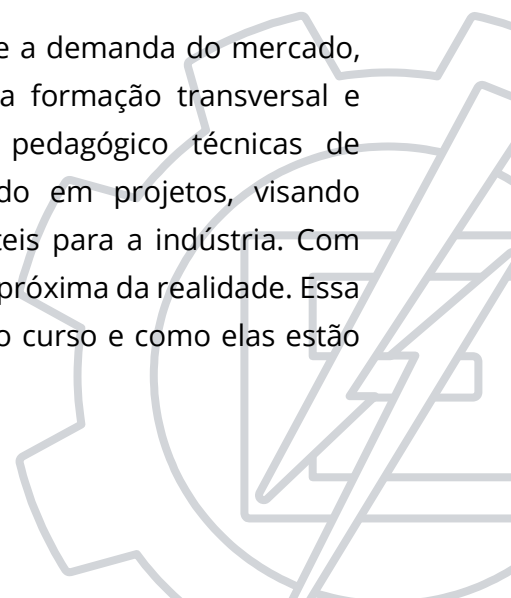 e a demanda do mercado,
a formação transversal e
pedagógico técnicas de
do em projetos, visando
teis para a indústria. Com
próxima da realidade. Essa
o curso e como elas estão